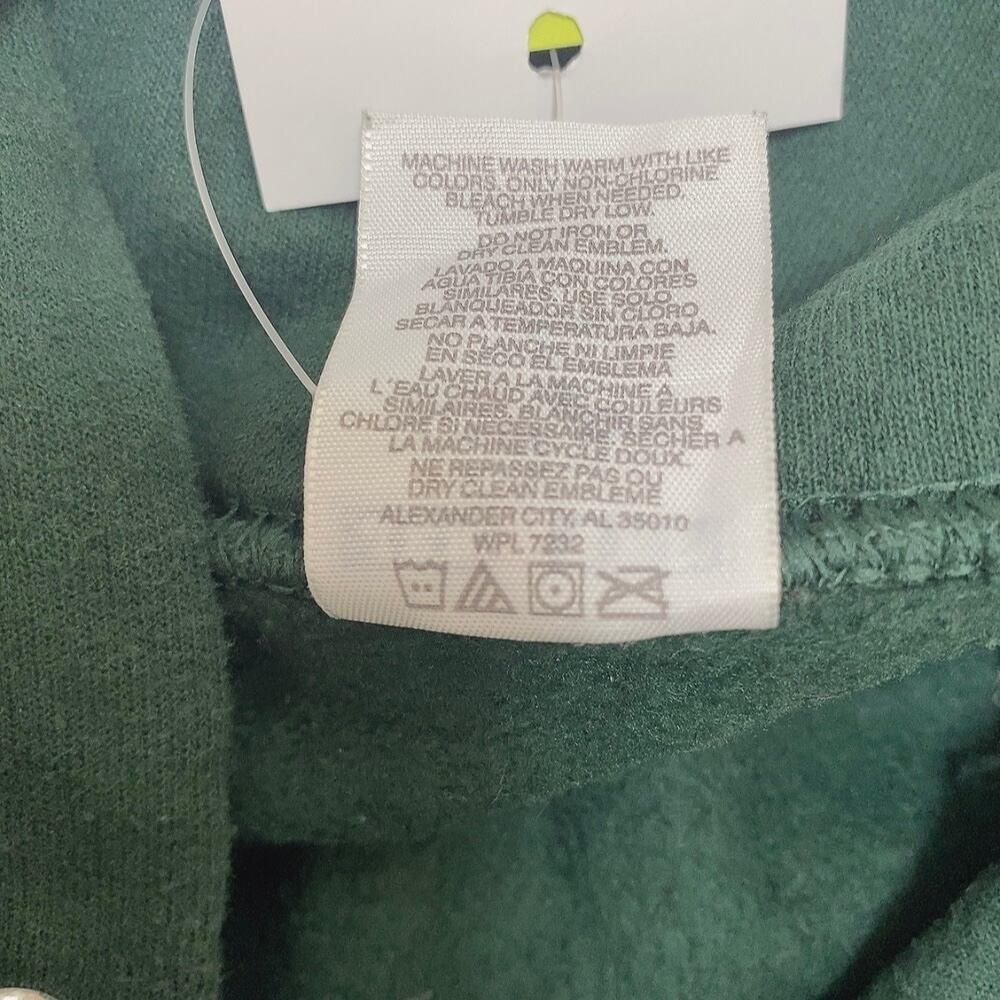 MACHINE WASH WARM WITH LIKE
COLORS. ONLY NON-CHLORINE
BLEACH WHEN NEEDED
TUMBLE DRY LOW.
DO NOT IRON OR
DRY CLEAN EMBLEM.
LAVADO A MAQUINA CON
AGUA TIBIA CON COLORES
SIMILARES. USE SOLO
BLANQUEADOR SIN CLORO
SECAR A TEMPERATURA BAJA.
NO PLANCHE NI LIMPIE
EN SECO EL EMBLEMA
LAVER A LA MACHINE A
L'EAU CHAUD AVEC COULEURS
SIMILAIRES. BLANCHIR SANS
CHLORE SI NECESSAIRE. SECHER A
LA MACHINE CYCLE DOUX.
NE REPASSEZ PAS OU
DRY CLEAN EMBLEME
ALEXANDER CITY, AL 35010
WPL 7232